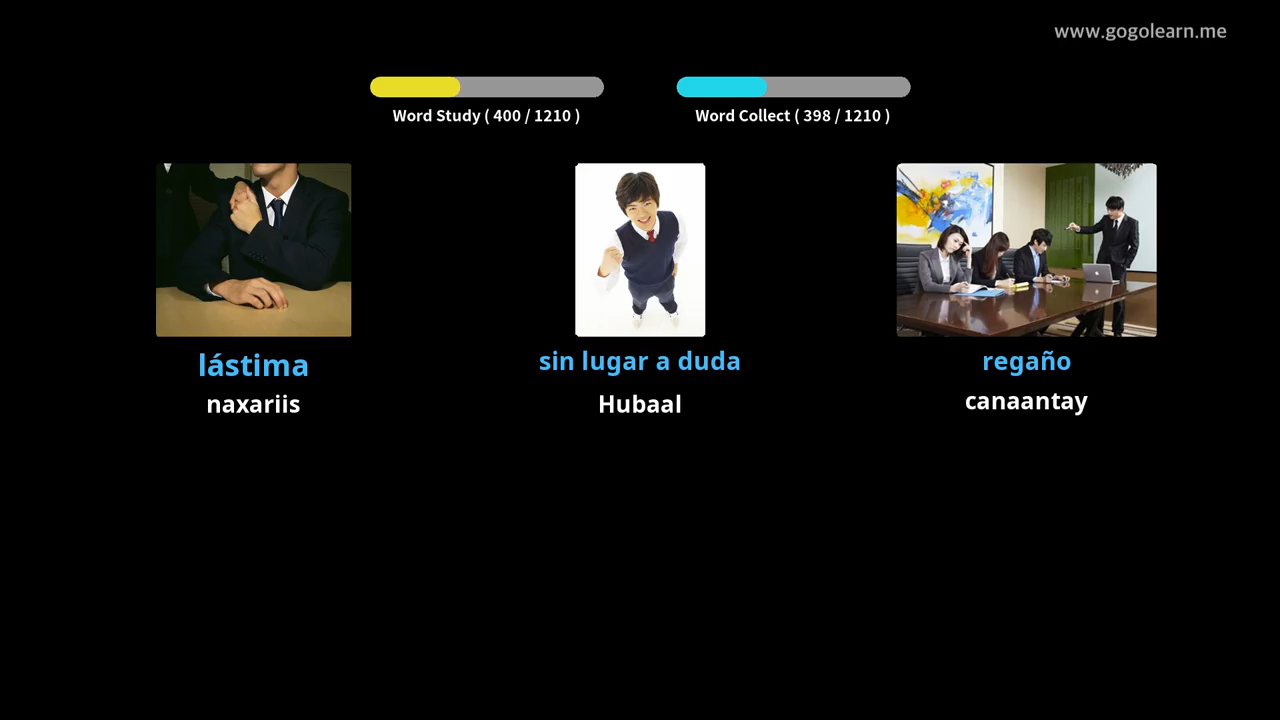 www.gogolearn.me
Word Study ( 400 / 1210 )
Word Collect ( 398 / 1210 )
lástima
naxariis
sin lugar a duda
Hubaal
regaño
canaantay